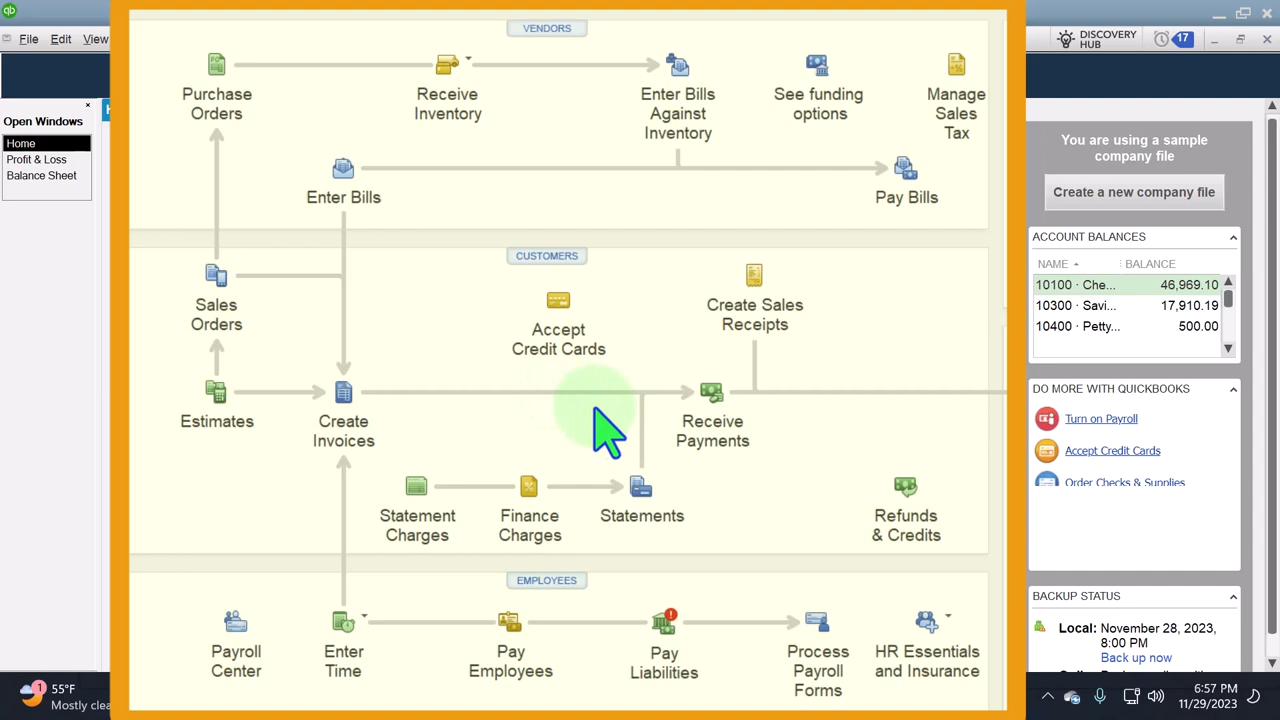 File Edit View
DISCOVERY
HUB
17
Open Windows
Home
Profit & Loss
Balance Sheet
VENDORS
Purchase
Orders
Receive
Inventory
Enter Bills
Against
Inventory
See funding
options
Manage
Sales
Tax
Enter Bills
Pay Bills
CUSTOMERS
Sales
Orders
Accept
Credit Cards
Create Sales
Receipts
Estimates
Create
Invoices
Receive
Payments
Statement
Charges
Finance
Charges
Statements
Refunds
& Credits
EMPLOYEES
Payroll
Center
Enter
Time
Pay
Employees
Pay
Liabilities
Process
Payroll
Forms
HR Essentials
and Insurance
You are using a sample
company file
Create a new company file
ACCOUNT BALANCES
NAME BALANCE
10100 · Che... 46,969.10
10300 · Savi... 17,910.19
10400 · Petty... 500.00
DO MORE WITH QUICKBOOKS
Turn on Payroll
Accept Credit Cards
Order Checks & Supplies
BACKUP STATUS
Local: November 28, 2023,
8:00 PM
Back up now
1
55°F
Mostly clea
6:57 PM
11/29/2023